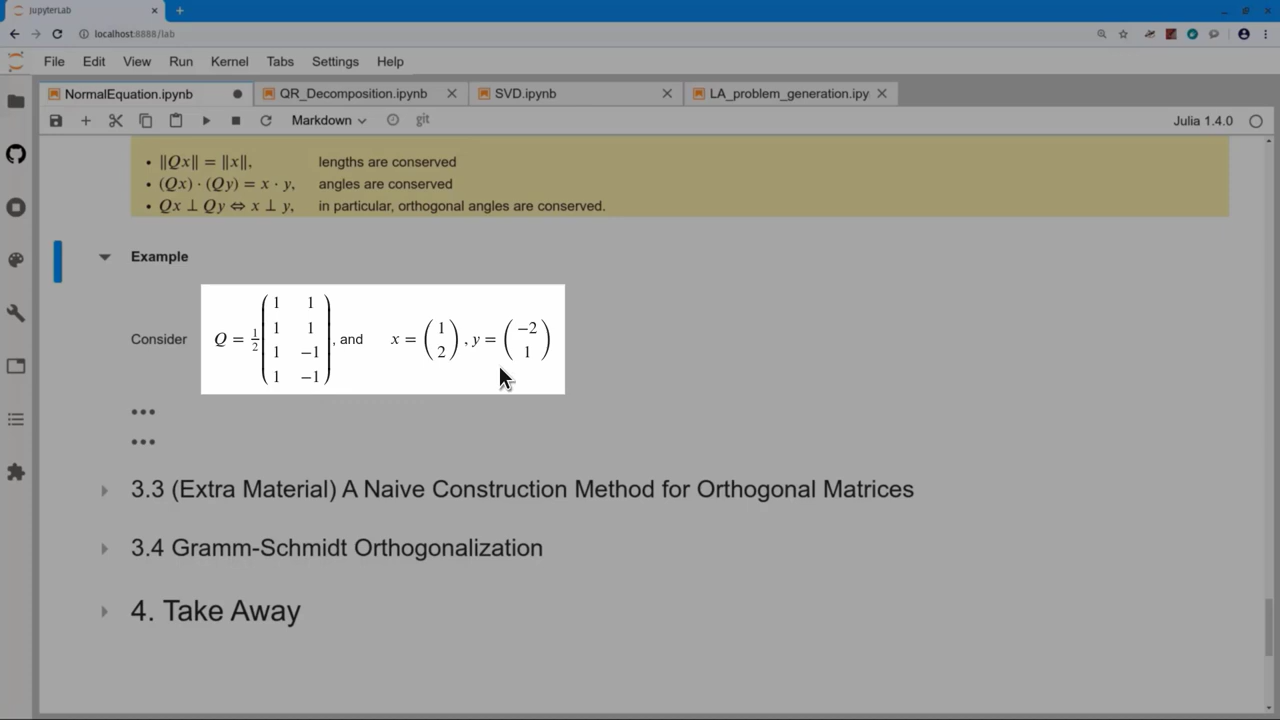 JupyterLab
localhost:8888/lab
File Edit View Run Kernel Tabs Settings Help
NormalEquation.ipynb QR_Decomposition.ipynb SVD.ipynb LA_problem_generation.ipy
Markdown git Julia 1.4.0
• ‖Qx‖ = ‖x‖, lengths are conserved
• (Qx) · (Qy) = x · y, angles are conserved
• Qx ⊥ Qy ⇔ x ⊥ y, in particular, orthogonal angles are conserved.
Example
Consider Q = 1/2 (1 1; 1 1; 1 −1; 1 −1), and x = (1; 2), y = (−2; 1)
3.3 (Extra Material) A Naive Construction Method for Orthogonal Matrices
3.4 Gramm-Schmidt Orthogonalization
4. Take Away